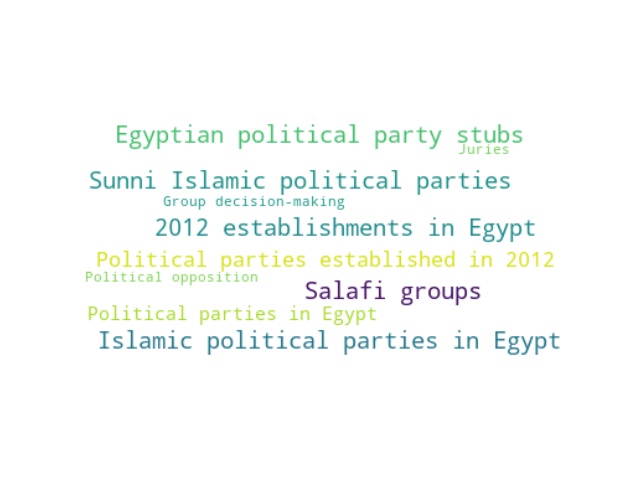 Egyptian political party stubs
Juries
Sunni Islamic political parties
Group decision-making
2012 establishments in Egypt
Political parties established in 2012
Political opposition
Salafi groups
Political parties in Egypt
Islamic political parties in Egypt